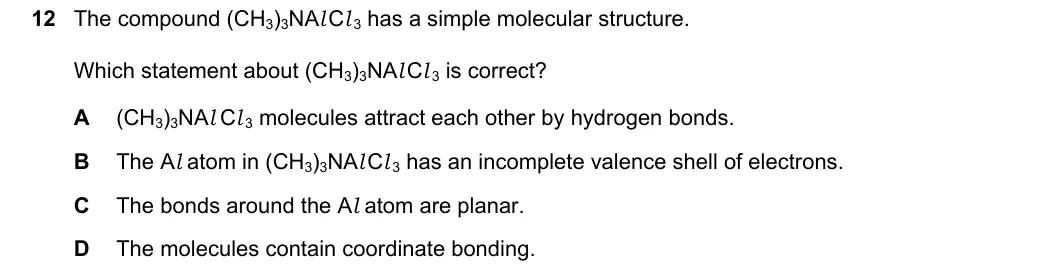 12 The compound (CH₃)₃NAlCl₃ has a simple molecular structure.
Which statement about (CH₃)₃NAlCl₃ is correct?
A (CH₃)₃NAlCl₃ molecules attract each other by hydrogen bonds.
B The Al atom in (CH₃)₃NAlCl₃ has an incomplete valence shell of electrons.
C The bonds around the Al atom are planar.
D The molecules contain coordinate bonding.